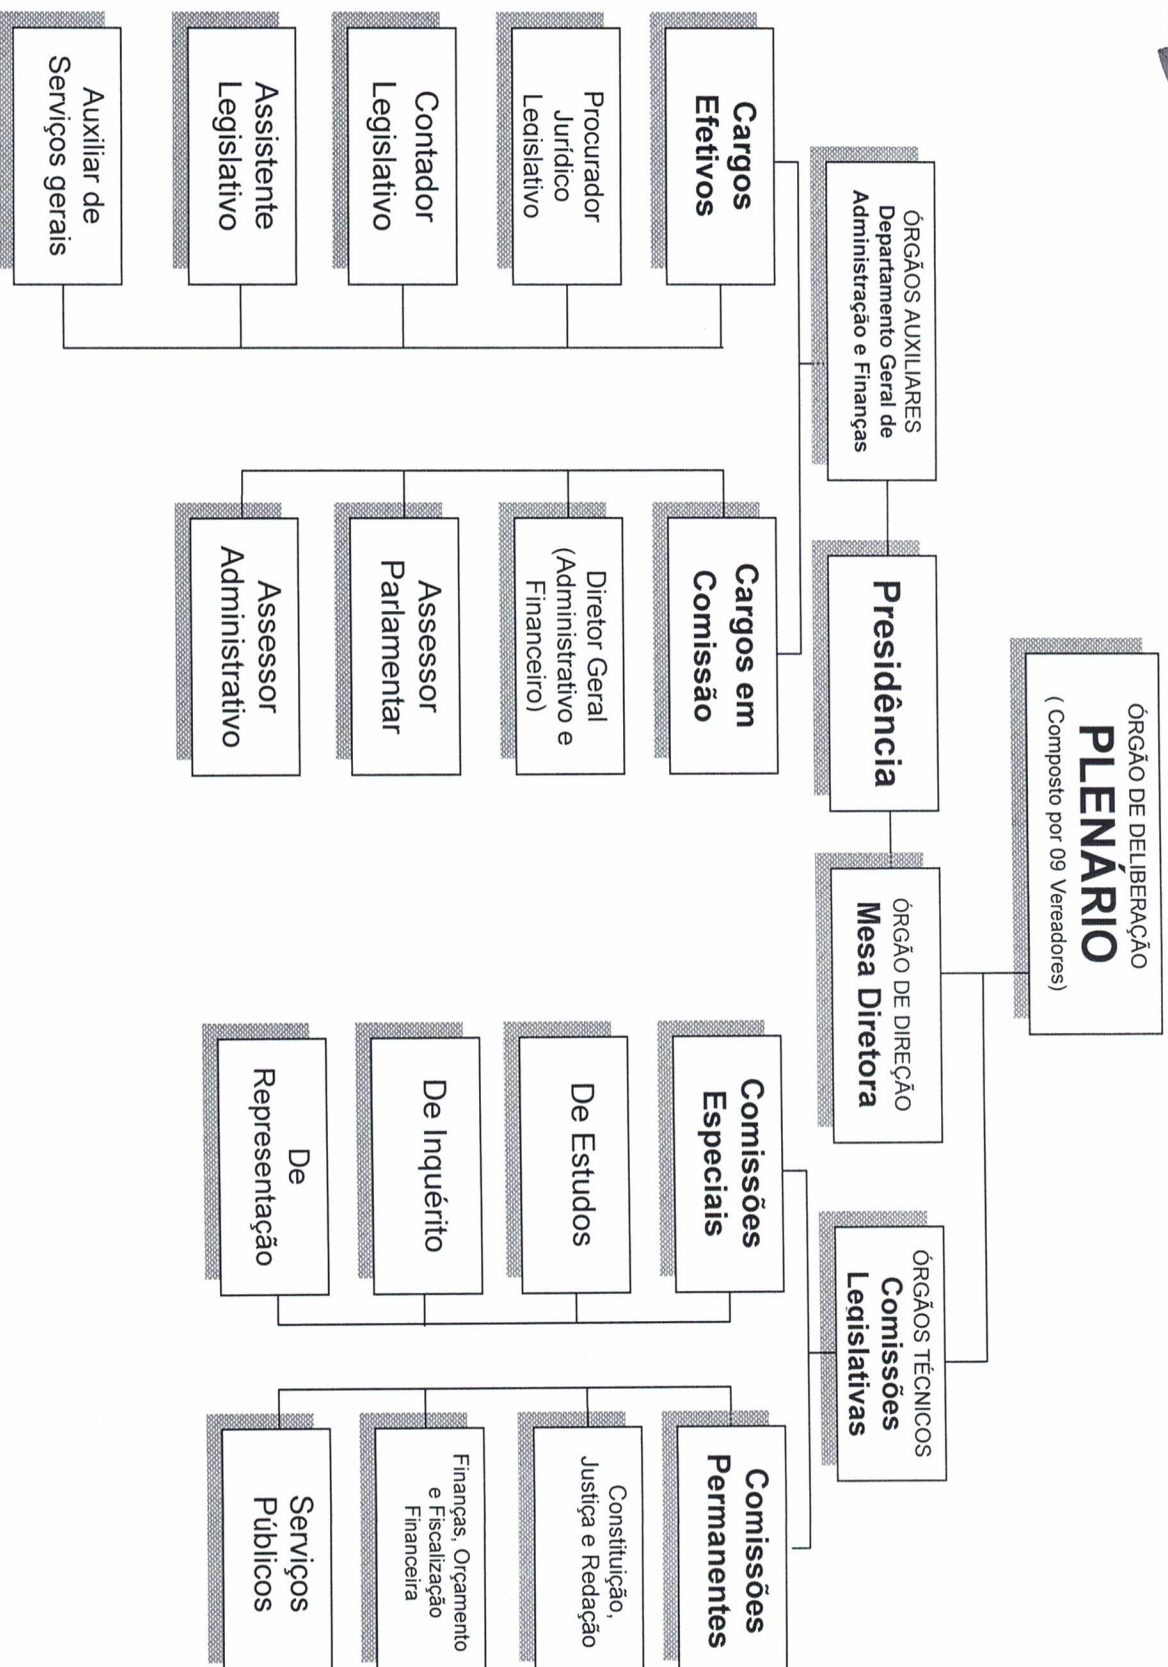 ÓRGÃO DE DELIBERAÇÃO
PLENÁRIO
( Composto por 09 Vereadores)
ÓRGÃOS AUXILIARES
Departamento Geral de
Administração e Finanças
Presidência
ÓRGÃO DE DIREÇÃO
Mesa Diretora
ÓRGÃOS TÉCNICOS
Comissões
Legislativas
Cargos
Efetivos
Procurador
Jurídico
Legislativo
Contador
Legislativo
Assistente
Legislativo
Auxiliar de
Serviços gerais
Cargos em
Comissão
Diretor Geral
(Administrativo e
Financeiro)
Assessor
Parlamentar
Assessor
Administrativo
Comissões
Especiais
De Estudos
De Inquérito
De
Representação
Comissões
Permanentes
Constituição,
Justiça e Redação
Finanças, Orçamento
e Fiscalização
Financeira
Serviços
Públicos